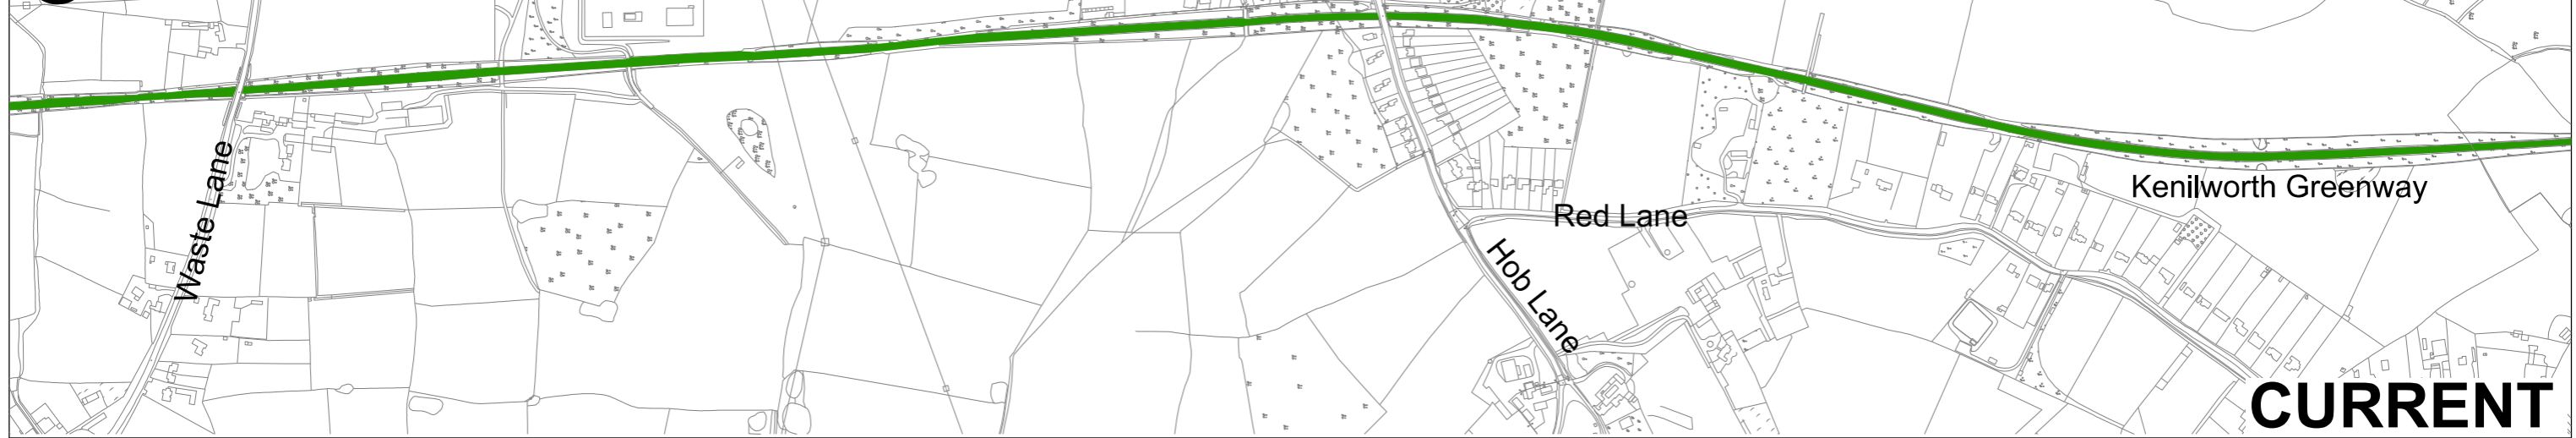 Waste Lane
Red Lane
Hob Lane
Kenilworth Greenway
CURRENT